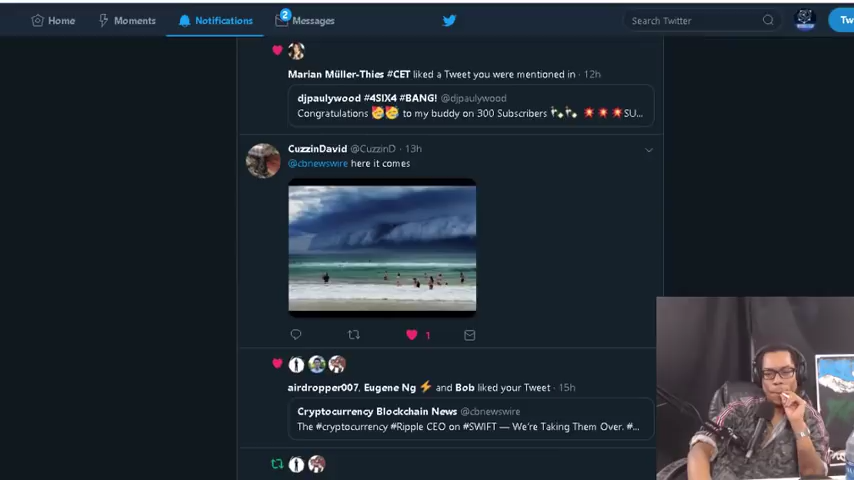 Home
Moments
Notifications
2
Messages
Search Twitter
Tw
Marian Müller-Thies #CET liked a Tweet you were mentioned in · 12h
djpaulywood #4SIX4 #BANG! @djpaulywood
Congratulations 🥳🥳 to my buddy on 300 Subscribers 🍾🍾 💥💥💥SU...
CuzzinDavid @CuzzinD · 13h
@cbnewswire here it comes
1
airdropper007, Eugene Ng ⚡ and Bob liked your Tweet · 15h
Cryptocurrency Blockchain News @cbnewswire
The #cryptocurrency #Ripple CEO on #SWIFT — We're Taking Them Over. #...